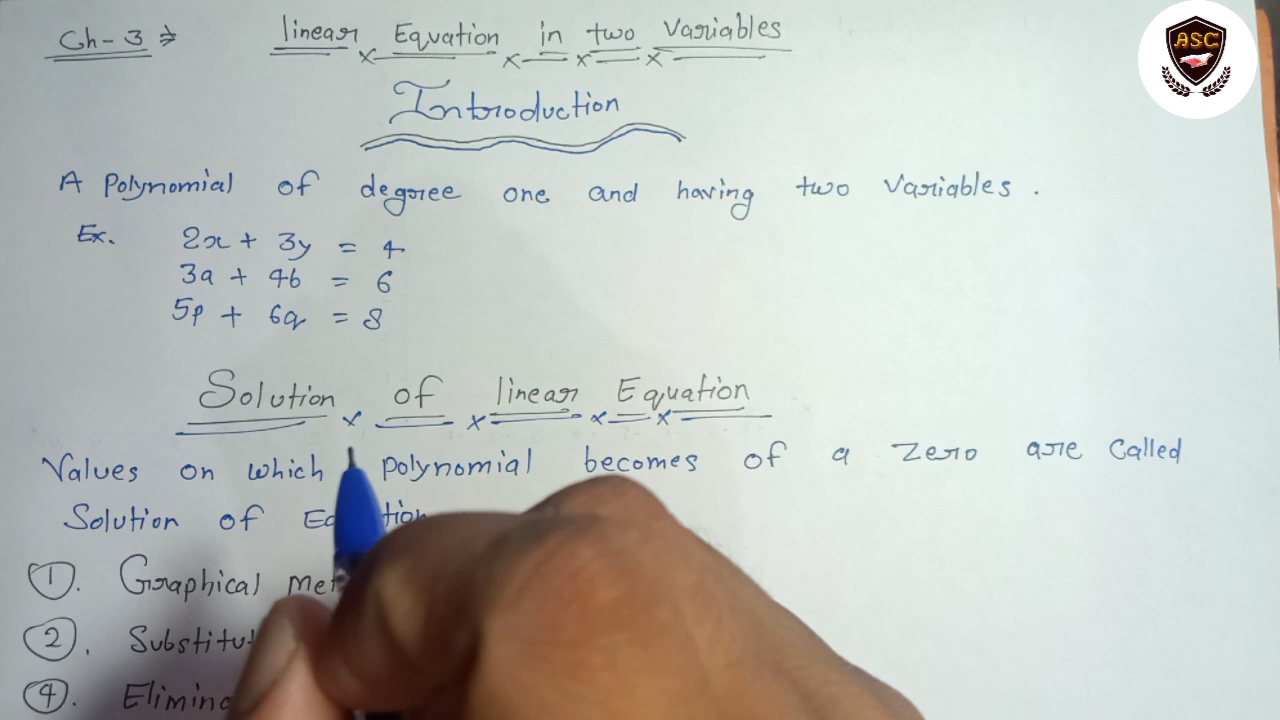 Ch-3 ⇒ linear Equation in two Variables
ASC
Introduction
A Polynomial of degree one and having two Variables.
Ex. 2x + 3y = 4
3a + 4b = 6
5p + 6q = 8
Solution of linear Equation
Values on which polynomial becomes of a zero are Called
Solution of
①. Graphical
②.
④.